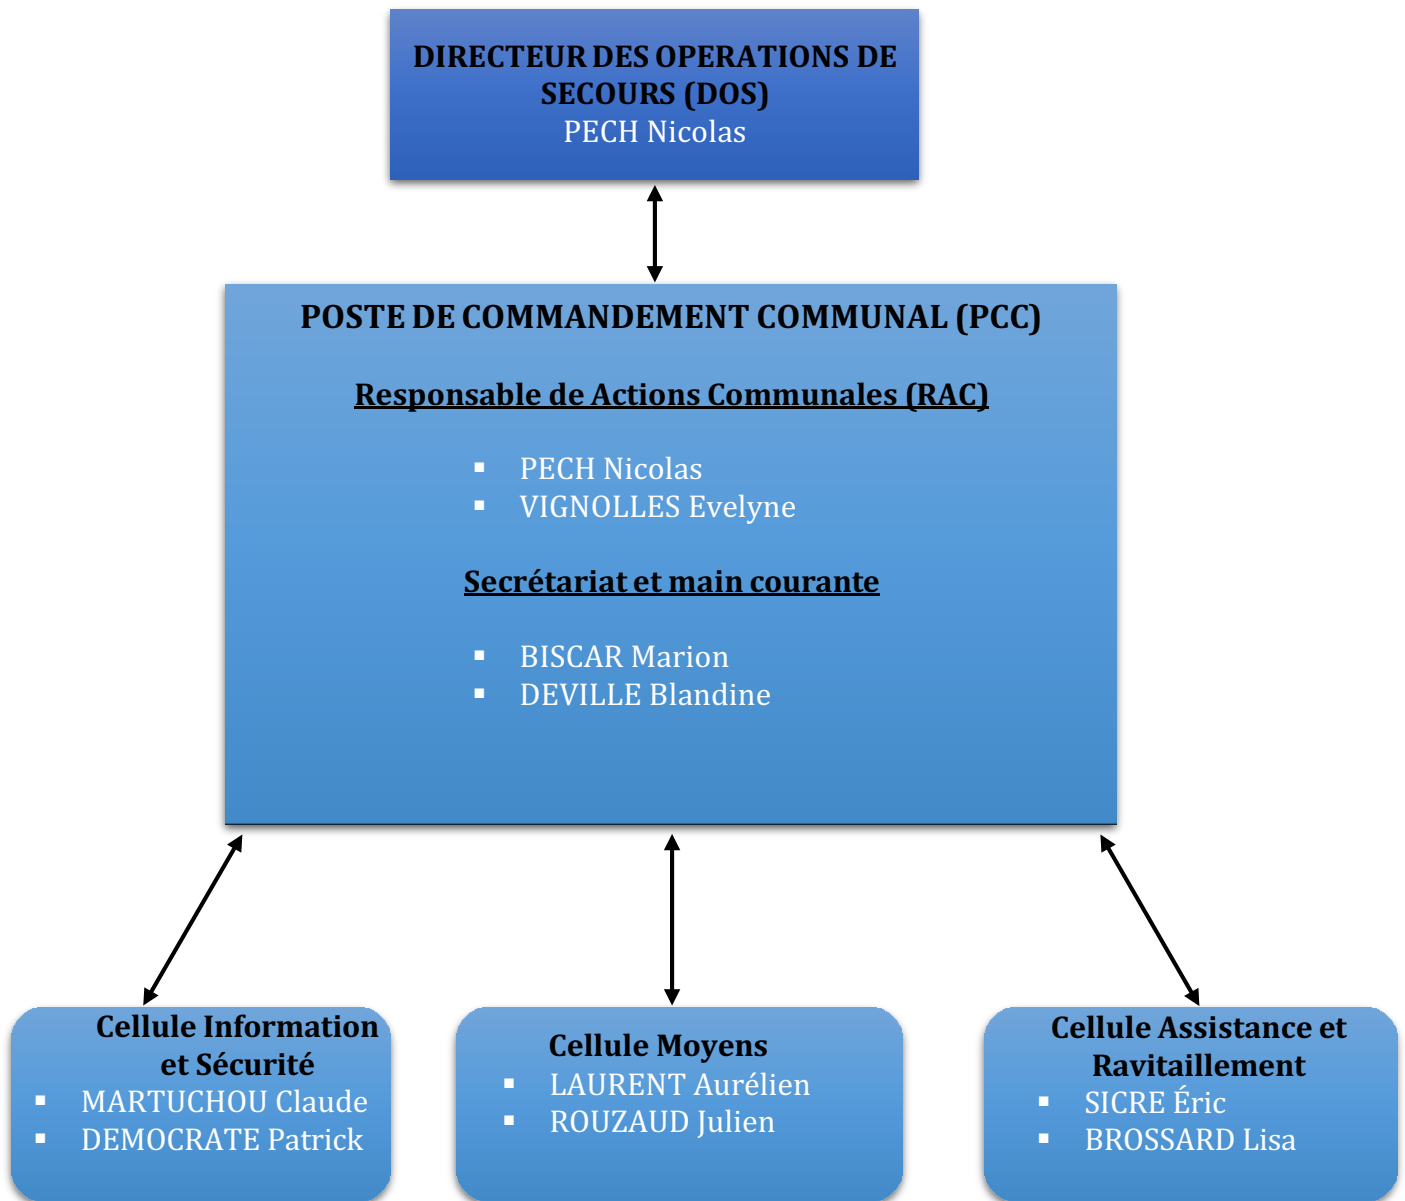 DIRECTEUR DES OPERATIONS DE
SECOURS (DOS)
PECH Nicolas
POSTE DE COMMANDEMENT COMMUNAL (PCC)
Responsable de Actions Communales (RAC)
▪ PECH Nicolas
▪ VIGNOLLES Evelyne
Secrétariat et main courante
▪ BISCAR Marion
▪ DEVILLE Blandine
Cellule Information
et Sécurité
▪ MARTUCHOU Claude
▪ DEMOCRATE Patrick
Cellule Moyens
▪ LAURENT Aurélien
▪ ROUZAUD Julien
Cellule Assistance et
Ravitaillement
▪ SICRE Éric
▪ BROSSARD Lisa